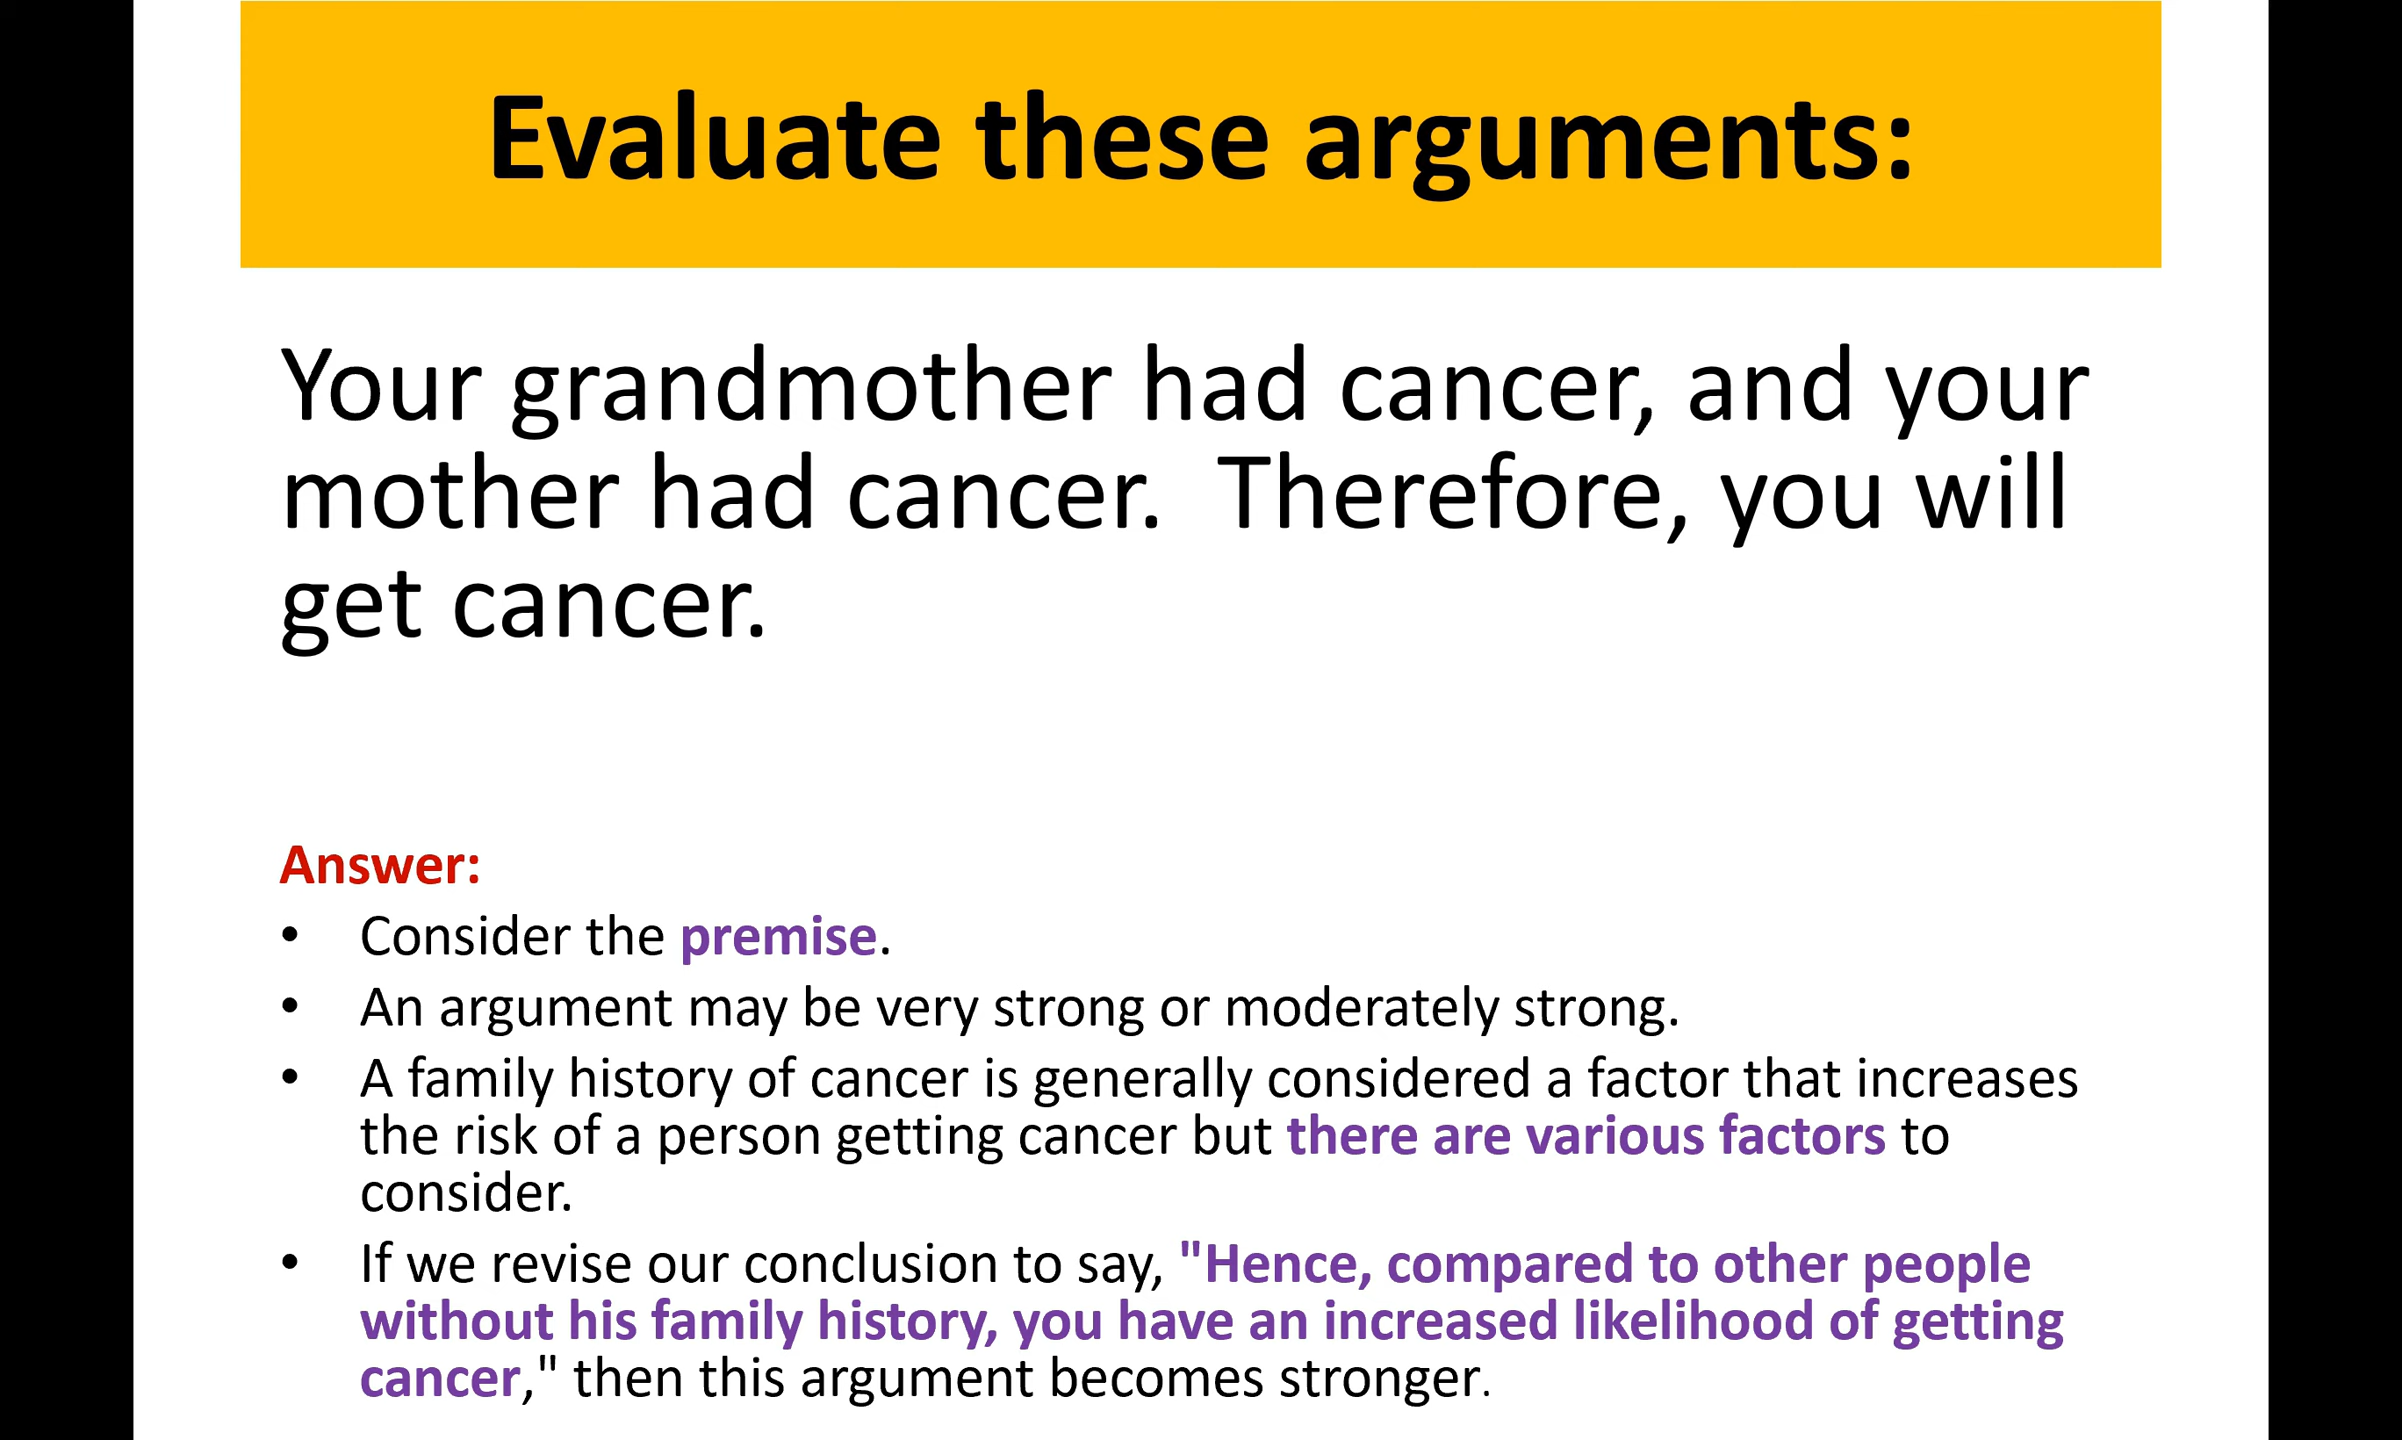 Evaluate these arguments:
Your grandmother had cancer, and your
mother had cancer.  Therefore, you will
get cancer.
Answer:
• Consider the premise.
• An argument may be very strong or moderately strong.
• A family history of cancer is generally considered a factor that increases
the risk of a person getting cancer but there are various factors to
consider.
• If we revise our conclusion to say, "Hence, compared to other people
without his family history, you have an increased likelihood of getting
cancer," then this argument becomes stronger.